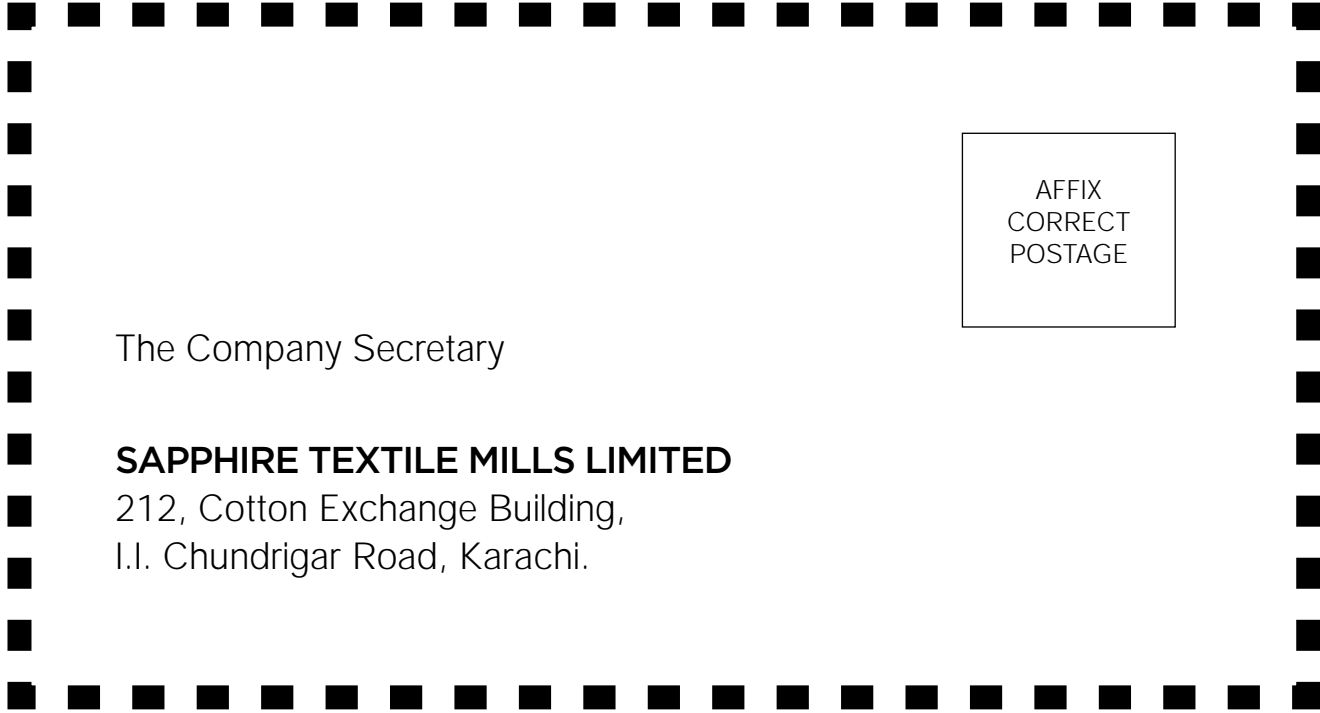 AFFIX
CORRECT
POSTAGE
The Company Secretary
SAPPHIRE TEXTILE MILLS LIMITED
212, Cotton Exchange Building,
I.I. Chundrigar Road, Karachi.